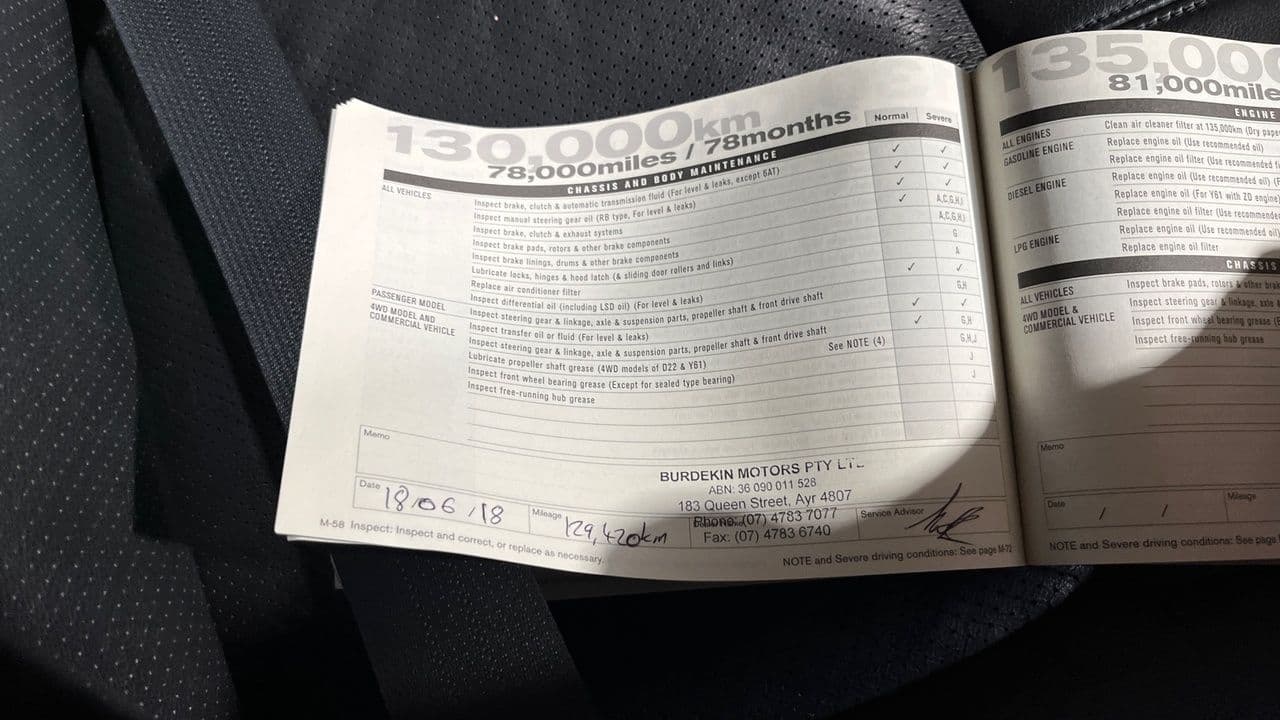 130,000km
78,000miles / 78months
Normal Severe
CHASSIS AND BODY MAINTENANCE
ALL VEHICLES
Inspect brake, clutch & automatic transmission fluid (For level & leaks, except 6AT) ✓ ✓
Inspect manual steering gear oil (RB type, For level & leaks) ✓ ✓
Inspect brake, clutch & exhaust systems ✓ ✓
Inspect brake pads, rotors & other brake components ✓ A,C,G,H,I
Inspect brake linings, drums & other brake components A,C,G,H,I
Lubricate locks, hinges & hood latch (& sliding door rollers and links) G
Replace air conditioner filter A
Inspect differential oil (including LSD oil) (For level & leaks) ✓ ✓
PASSENGER MODEL
Inspect steering gear & linkage, axle & suspension parts, propeller shaft & front drive shaft G,H
4WD MODEL AND
COMMERCIAL VEHICLE
Inspect transfer oil or fluid (For level & leaks) ✓ ✓
Inspect steering gear & linkage, axle & suspension parts, propeller shaft & front drive shaft ✓ G,H
Lubricate propeller shaft grease (4WD models of D22 & Y61) See NOTE (4) G,H,J
Inspect front wheel bearing grease (Except for sealed type bearing) J
Inspect free-running hub grease J
Memo
BURDEKIN MOTORS PTY
ABN: 36 090 011 528
183 Queen Street, Ayr 4807
Phone: (07) 4783 7077
Fax: (07) 4783 6740
Date 18/06/18
Mileage 129,420km
Service Advisor
M-58 Inspect: Inspect and correct, or replace as necessary.
NOTE and Severe driving conditions: See page M-72
135,000
81,000mile
ENGINE
ALL ENGINES
Clean air cleaner filter at 135,000km (Dry pape
GASOLINE ENGINE
Replace engine oil (Use recommended oil)
Replace engine oil filter (Use recommended fi
DIESEL ENGINE
Replace engine oil (Use recommended oil)
Replace engine oil (For Y61 with ZD engine)
Replace engine oil filter (Use recommende
LPG ENGINE
Replace engine oil (Use recommended oil)
Replace engine oil filter
CHASSIS
ALL VEHICLES
Inspect brake pads, rotors & other brak
4WD MODEL &
COMMERCIAL VEHICLE
Inspect steering gear & linkage, axle
Inspect front wheel bearing grease (E
Inspect free-running hub grease
Memo
Date / /
Mileage
NOTE and Severe driving conditions: See page